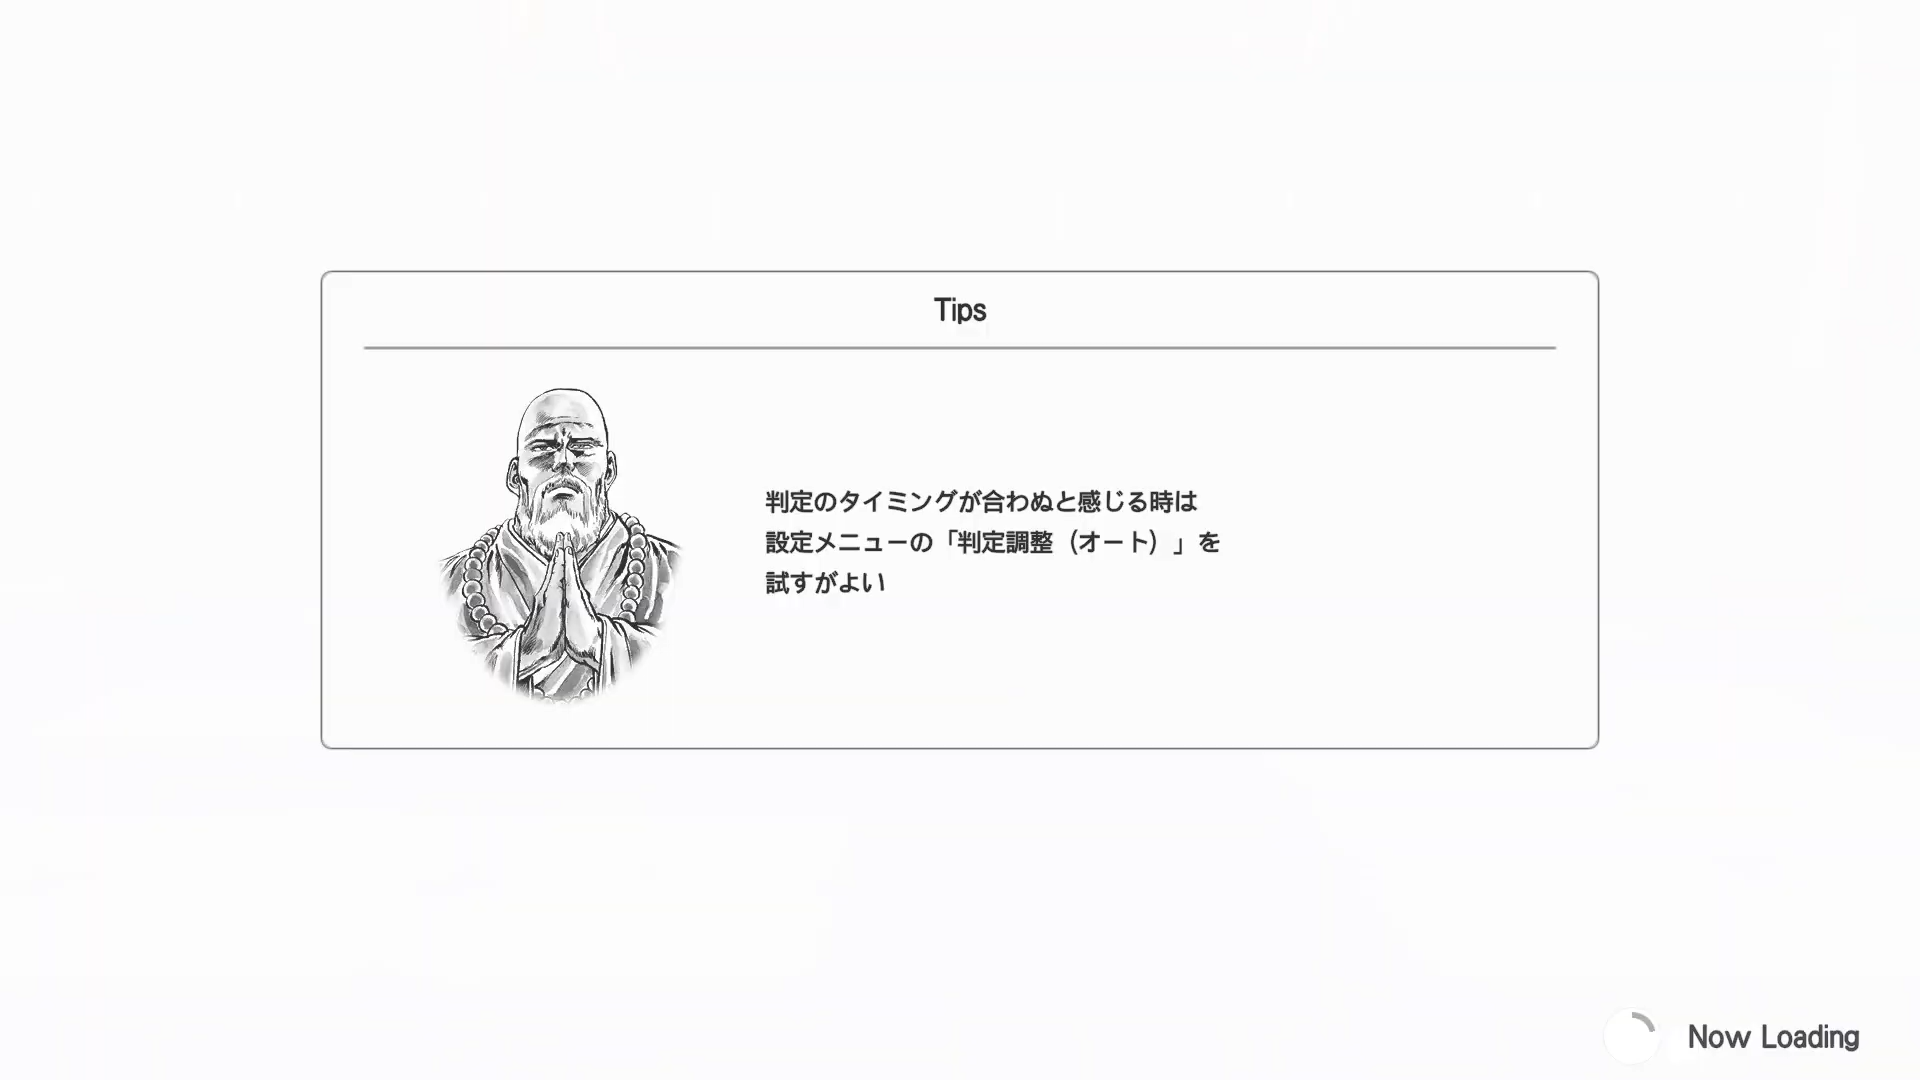 Tips
判定のタイミングが合わぬと感じる時は
設定メニューの「判定調整（オート）」を
試すがよい
Now Loading